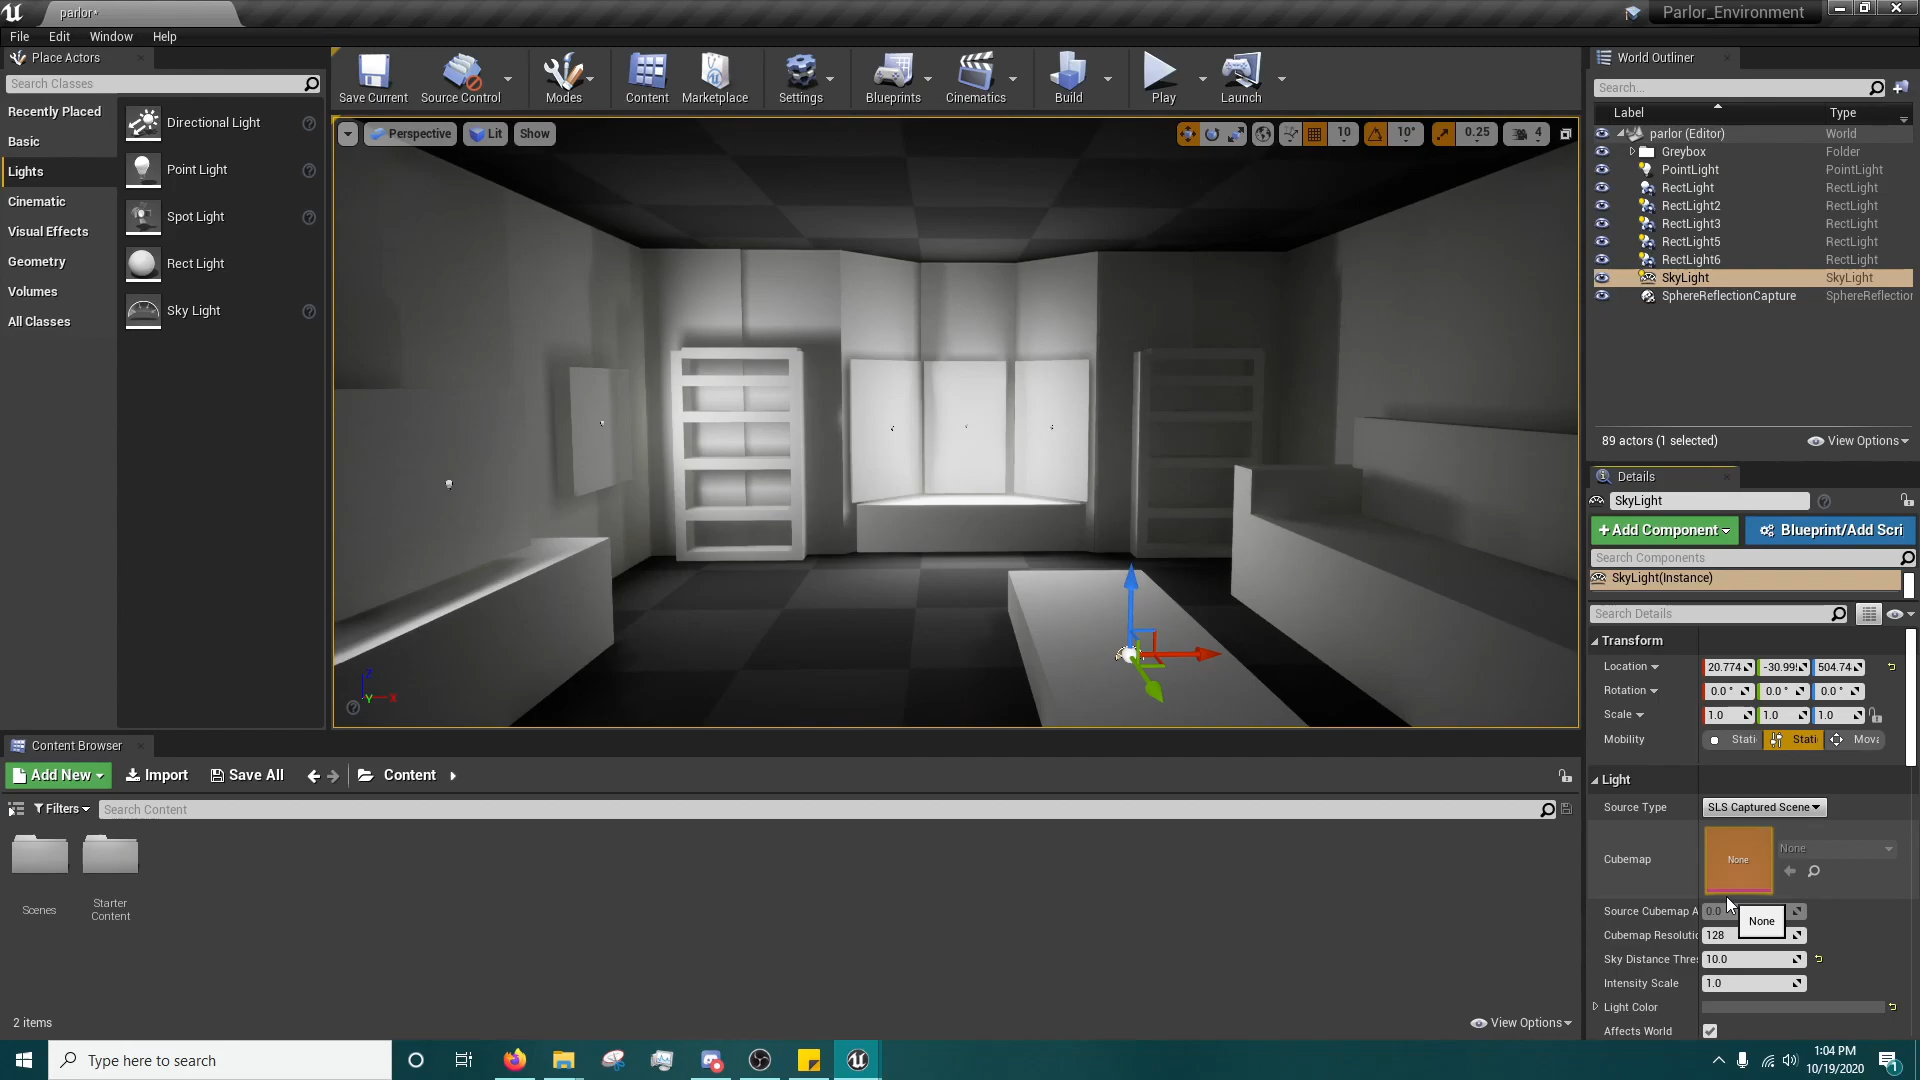 parlor*
Parlor_Environment
File Edit Window Help
Place Actors
Search Classes
Recently Placed
Basic
Lights
Cinematic
Visual Effects
Geometry
Volumes
All Classes
Directional Light
Point Light
Spot Light
Rect Light
Sky Light
Save Current Source Control Modes Content Marketplace Settings Blueprints Cinematics Build Play Launch
Perspective Lit Show
10 10° 0.25 4
World Outliner
Search...
Label Type
parlor (Editor) World
Greybox Folder
PointLight PointLight
RectLight RectLight
RectLight2 RectLight
RectLight3 RectLight
RectLight5 RectLight
RectLight6 RectLight
SkyLight SkyLight
SphereReflectionCapture SphereReflection
89 actors (1 selected) View Options
Details
SkyLight
+Add Component Blueprint/Add Scri
Search Components
SkyLight(Instance)
Search Details
Transform
Location 20.774 -30.99 504.74
Rotation 0.0 ° 0.0 ° 0.0 °
Scale 1.0 1.0 1.0
Mobility Stati Stati Mova
Light
Source Type SLS Captured Scene
Cubemap None None
Source Cubemap A 0.0
None
Cubemap Resolutio 128
Sky Distance Thres 10.0
Intensity Scale 1.0
Light Color
Affects World
Z
Y X
Content Browser
Add New Import Save All Content
Filters Search Content
Scenes
Starter
Content
2 items View Options
Type here to search
1:04 PM
10/19/2020
1